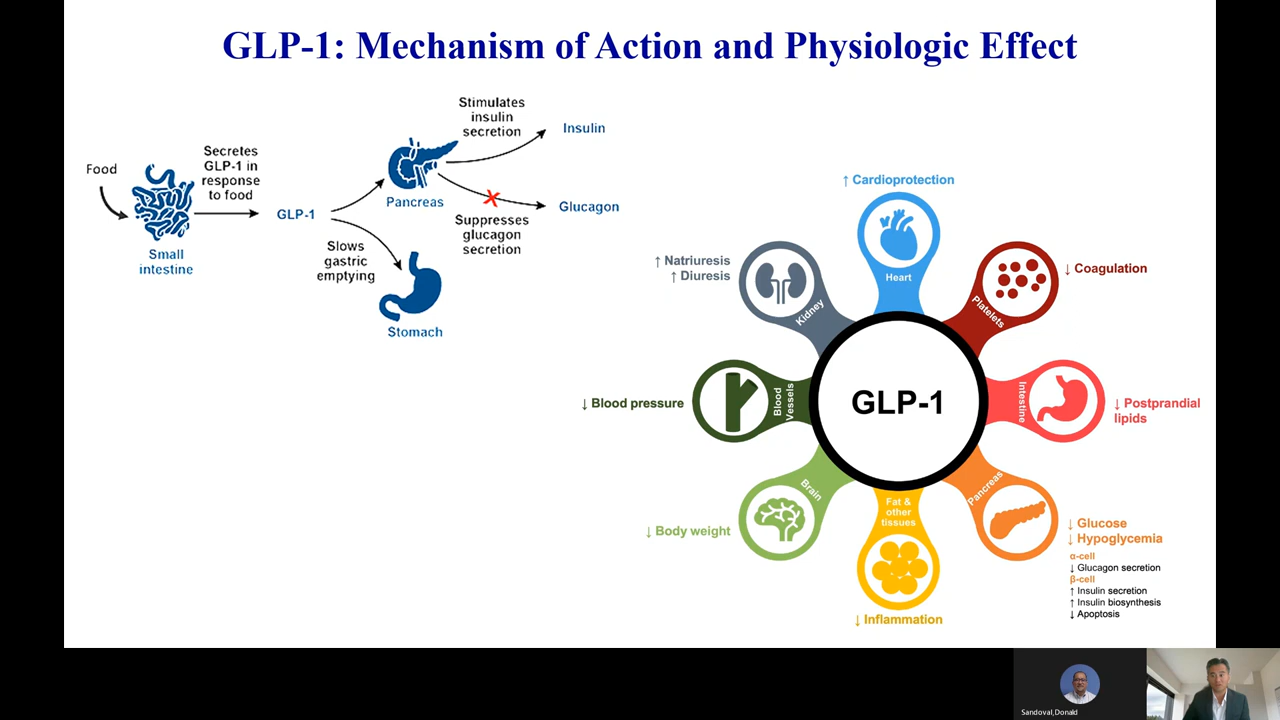 GLP-1: Mechanism of Action and Physiologic Effect
Food
Small
intestine
Secretes
GLP-1 in
response
to food
GLP-1
Slows
gastric
emptying
Pancreas
Stomach
Stimulates
insulin
secretion
Insulin
X
Suppresses
glucagon
secretion
Glucagon
↑ Cardioprotection
Heart
↓ Coagulation
Platelets
↓ Postprandial
lipids
Intestine
Pancreas
↓ Glucose
↓ Hypoglycemia
α-cell
↓ Glucagon secretion
β-cell
↑ Insulin secretion
↑ Insulin biosynthesis
↓ Apoptosis
Fat &
other
tissues
↓ Inflammation
Brain
↓ Body weight
Blood
Vessels
↓ Blood pressure
Kidney
↑ Natriuresis
↑ Diuresis
GLP-1
Sandoval,Donald